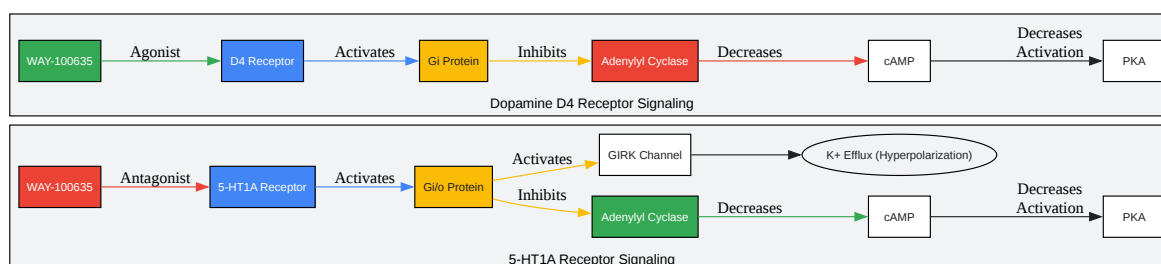 WAY-100635
Agonist
D4 Receptor
Activates
Gi Protein
Inhibits
Adenylyl Cyclase
Decreases
cAMP
Decreases
Activation
PKA
Dopamine D4 Receptor Signaling
WAY-100635
Antagonist
5-HT1A Receptor
Activates
Gi/o Protein
Activates
GIRK Channel
K+ Efflux (Hyperpolarization)
Inhibits
Adenylyl Cyclase
Decreases
cAMP
Decreases
Activation
PKA
5-HT1A Receptor Signaling